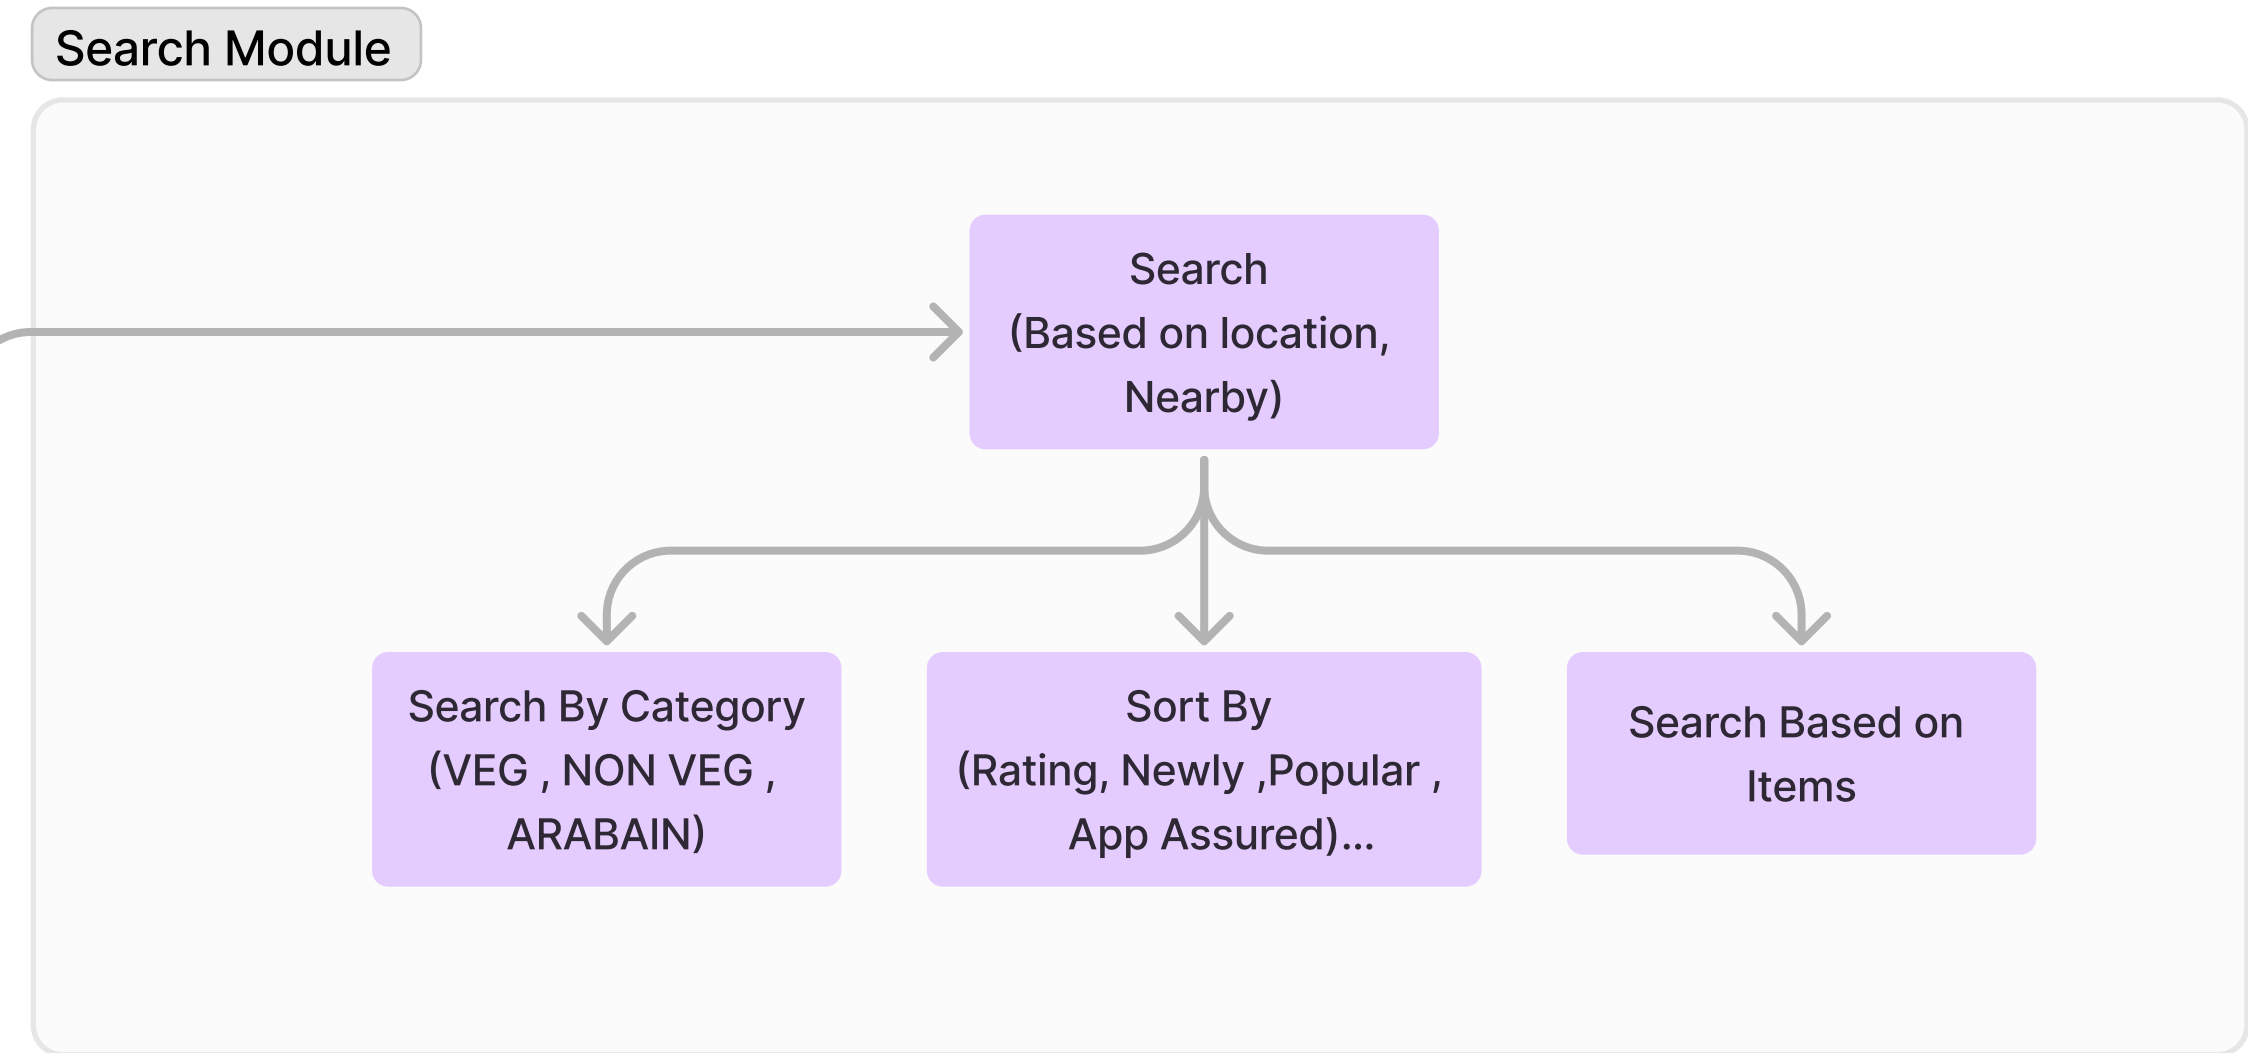 Search Module
Search
(Based on location,
Nearby)
Search By Category
(VEG , NON VEG ,
ARABAIN)
Sort By
(Rating, Newly ,Popular ,
App Assured)...
Search Based on
Items